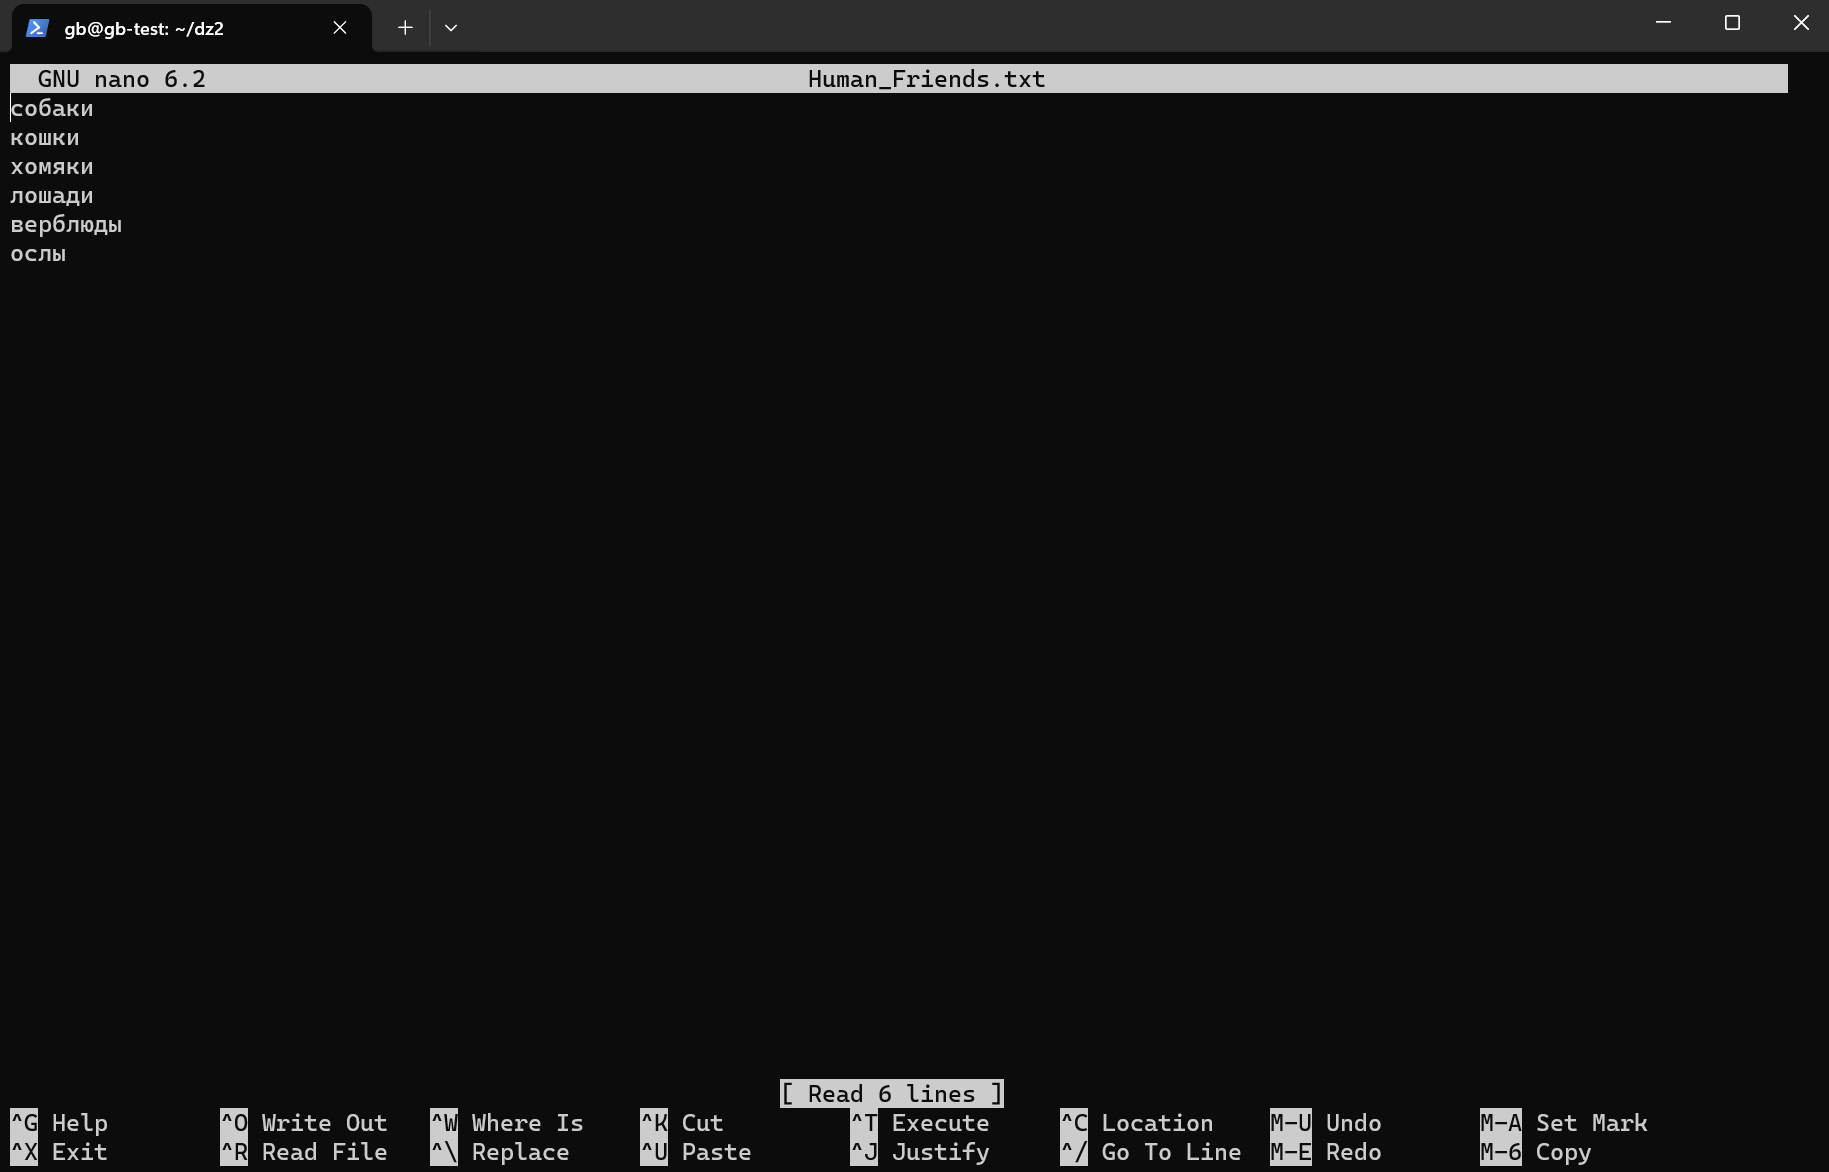 gb@gb-test: ~/dz2
GNU nano 6.2 Human_Friends.txt
собаки
кошки
хомяки
лошади
верблюды
ослы
[ Read 6 lines ]
^G Help ^O Write Out ^W Where Is ^K Cut ^T Execute ^C Location M-U Undo M-A Set Mark
^X Exit ^R Read File ^\ Replace ^U Paste ^J Justify ^/ Go To Line M-E Redo M-6 Copy